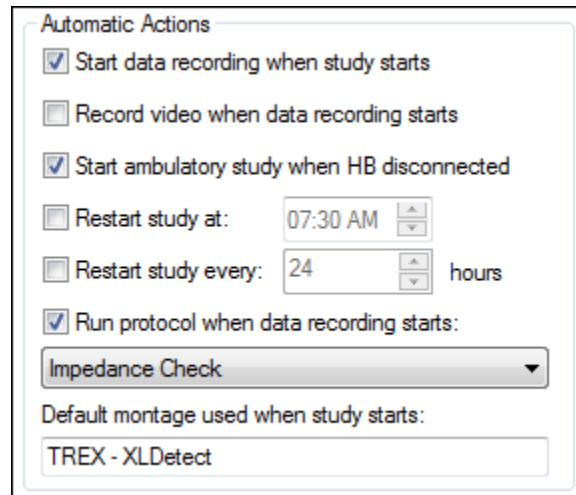 Automatic Actions
Start data recording when study starts
Record video when data recording starts
Start ambulatory study when HB disconnected
Restart study at: 07:30 AM
Restart study every: 24 hours
Run protocol when data recording starts:
Impedance Check
Default montage used when study starts:
TREX - XLDetect